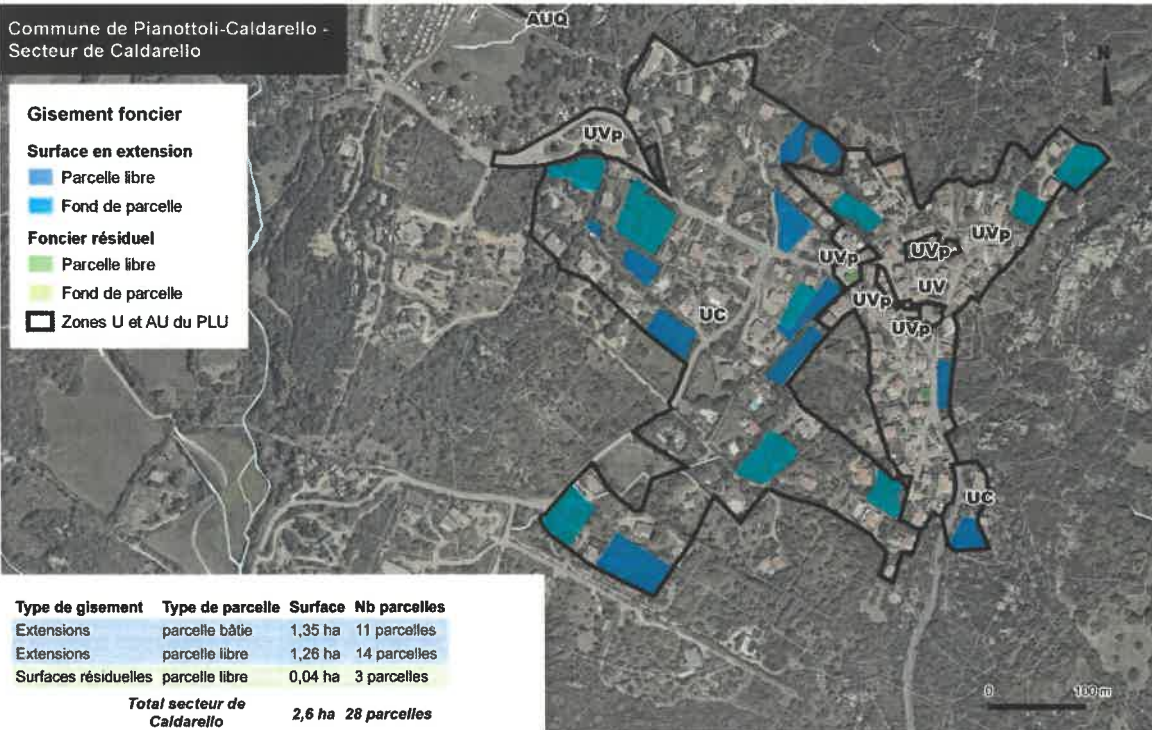 Commune de Pianottoli-Caldarello -
Secteur de Caldarello
Gisement foncier
Surface en extension
Parcelle libre
Fond de parcelle
Foncier résiduel
Parcelle libre
Fond de parcelle
Zones U et AU du PLU
AUQ
N
UVp
UVp
UVp
UVp
UV
UVp
UVp
UC
UC
0 100 m
Type de gisement Type de parcelle Surface Nb parcelles
Extensions parcelle bâtie 1,35 ha 11 parcelles
Extensions parcelle libre 1,26 ha 14 parcelles
Surfaces résiduelles parcelle libre 0,04 ha 3 parcelles
Total secteur de
Caldarello 2,6 ha 28 parcelles